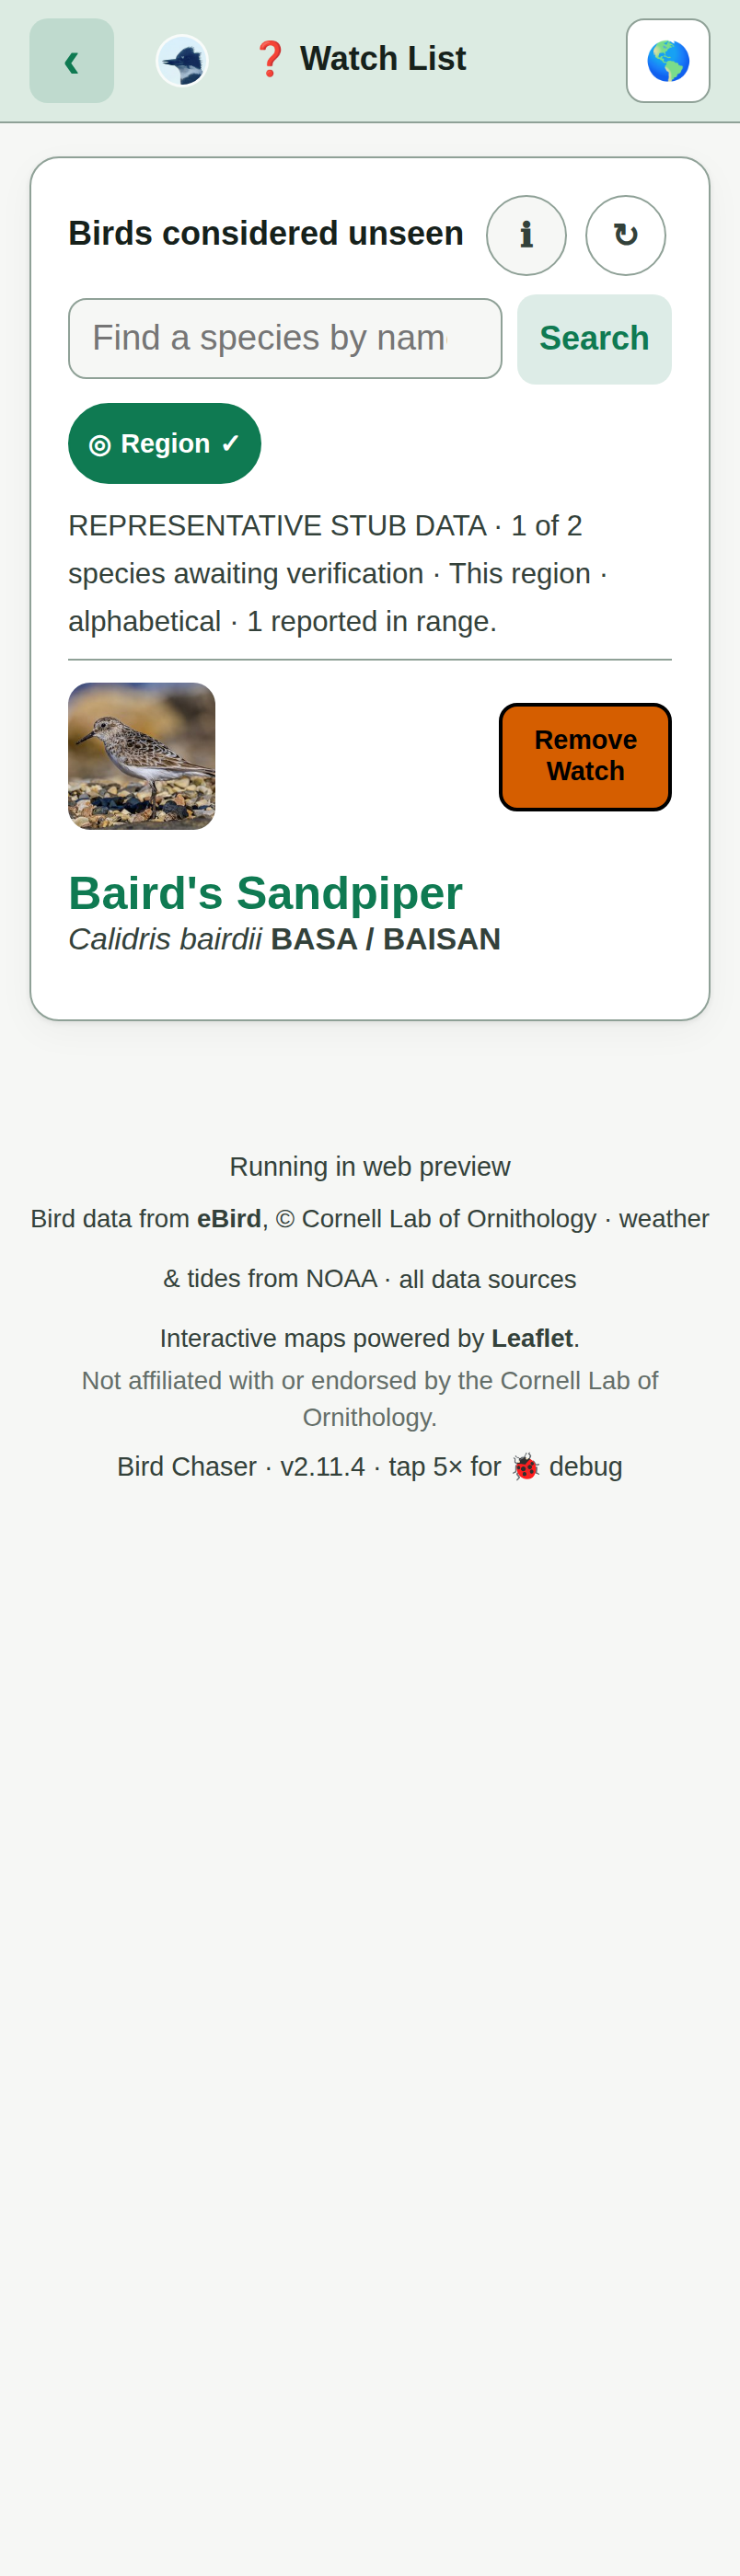 ‹ ❓ Watch List 🌎
Birds considered unseen ℹ ↻
Find a species by nam
Search
◎ Region ✓
REPRESENTATIVE STUB DATA · 1 of 2
species awaiting verification · This region ·
alphabetical · 1 reported in range.
Remove
Watch
Baird's Sandpiper
Calidris bairdii BASA / BAISAN
Running in web preview
Bird data from eBird, © Cornell Lab of Ornithology · weather
& tides from NOAA · all data sources
Interactive maps powered by Leaflet.
Not affiliated with or endorsed by the Cornell Lab of
Ornithology.
Bird Chaser · v2.11.4 · tap 5× for 🐞 debug